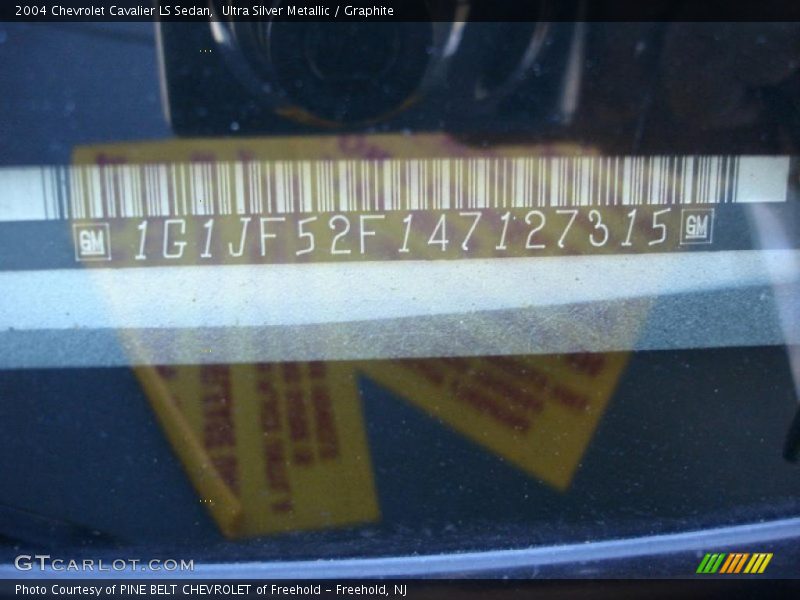 2004 Chevrolet Cavalier LS Sedan,  Ultra Silver Metallic / Graphite
GM 1G1JF52F147127315 GM
GTCARLOT.COM
Photo Courtesy of PINE BELT CHEVROLET of Freehold - Freehold, NJ